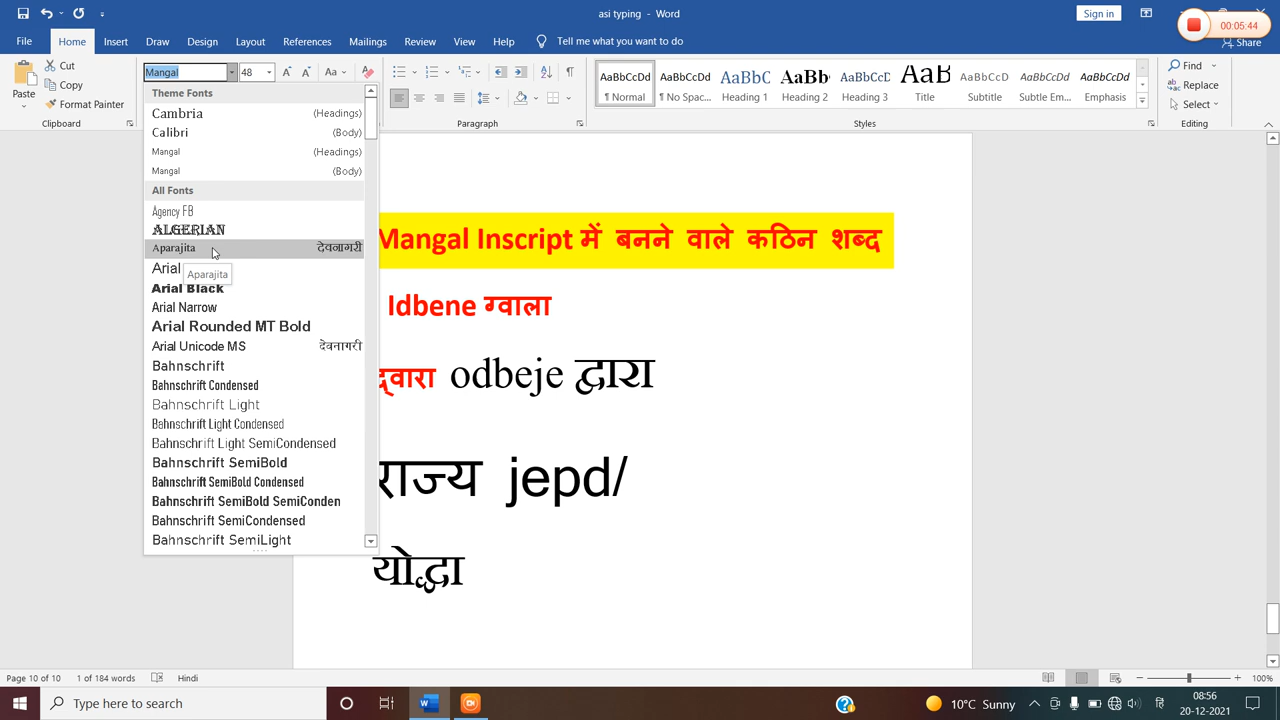 asi typing - Word
Sign in
00:05:44
File Home Insert Draw Design Layout References Mailings Review View Help Tell me what you want to do
Share
Paste
Cut
Copy
Format Painter
Clipboard
Mangal 48 Aa
Paragraph
AaBbCcDd AaBbCcDd AaBbC AaBb AaBbCcDd AaBb AaBbCcDd AaBbCcDd AaBbCcDd
¶ Normal ¶ No Spac... Heading 1 Heading 2 Heading 3 Title Subtitle Subtle Em... Emphasis
Styles
Find
Replace
Select
Editing
Theme Fonts
Cambria (Headings)
Calibri (Body)
Mangal (Headings)
Mangal (Body)
All Fonts
Agency FB
ALGERIAN
Aparajita देवनागरी
Arial
Aparajita
Arial Black
Arial Narrow
Arial Rounded MT Bold
Arial Unicode MS देवनागरी
Bahnschrift
Bahnschrift Condensed
Bahnschrift Light
Bahnschrift Light Condensed
Bahnschrift Light SemiCondensed
Bahnschrift SemiBold
Bahnschrift SemiBold Condensed
Bahnschrift SemiBold SemiConden
Bahnschrift SemiCondensed
Bahnschrift SemiLight
Mangal Inscript में बनने वाले कठिन शब्द
Idbene ग्वाला
द्‌वारा odbeje द्वारा
राज्य jepd/
योद्धा
Page 10 of 10 1 of 184 words Hindi
100%
Type here to search
10°C Sunny
ENG
08:56
20-12-2021